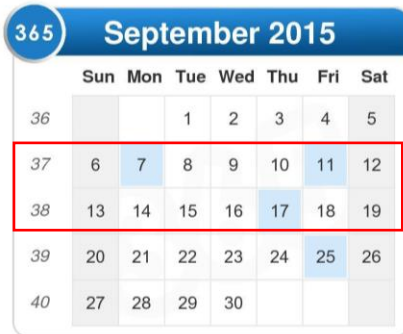 365 September 2015
Sun Mon Tue Wed Thu Fri Sat
36 1 2 3 4 5
37 6 7 8 9 10 11 12
38 13 14 15 16 17 18 19
39 20 21 22 23 24 25 26
40 27 28 29 30